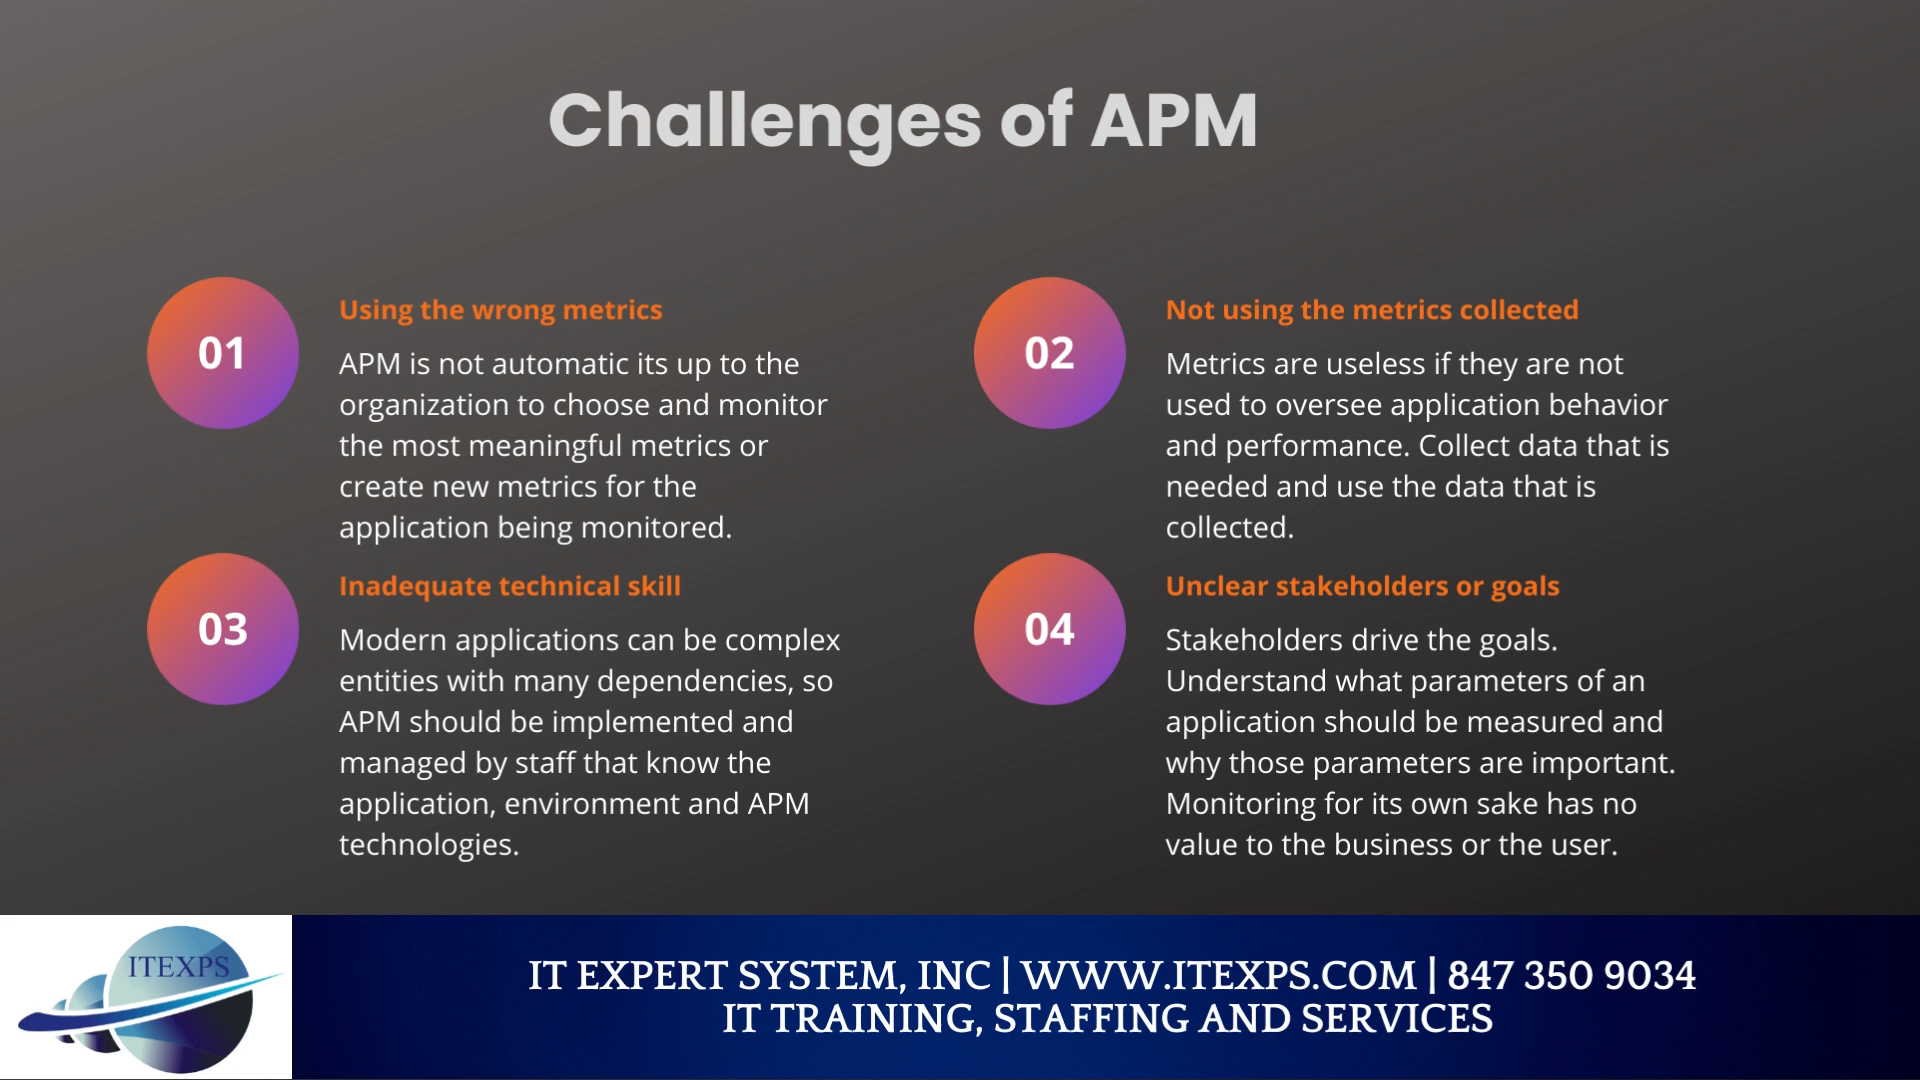 Challenges of APM
01
Using the wrong metrics
APM is not automatic its up to the
organization to choose and monitor
the most meaningful metrics or
create new metrics for the
application being monitored.
02
Not using the metrics collected
Metrics are useless if they are not
used to oversee application behavior
and performance. Collect data that is
needed and use the data that is
collected.
03
Inadequate technical skill
Modern applications can be complex
entities with many dependencies, so
APM should be implemented and
managed by staff that know the
application, environment and APM
technologies.
04
Unclear stakeholders or goals
Stakeholders drive the goals.
Understand what parameters of an
application should be measured and
why those parameters are important.
Monitoring for its own sake has no
value to the business or the user.
ITEXPS
IT EXPERT SYSTEM, INC | WWW.ITEXPS.COM | 847 350 9034
IT TRAINING, STAFFING AND SERVICES